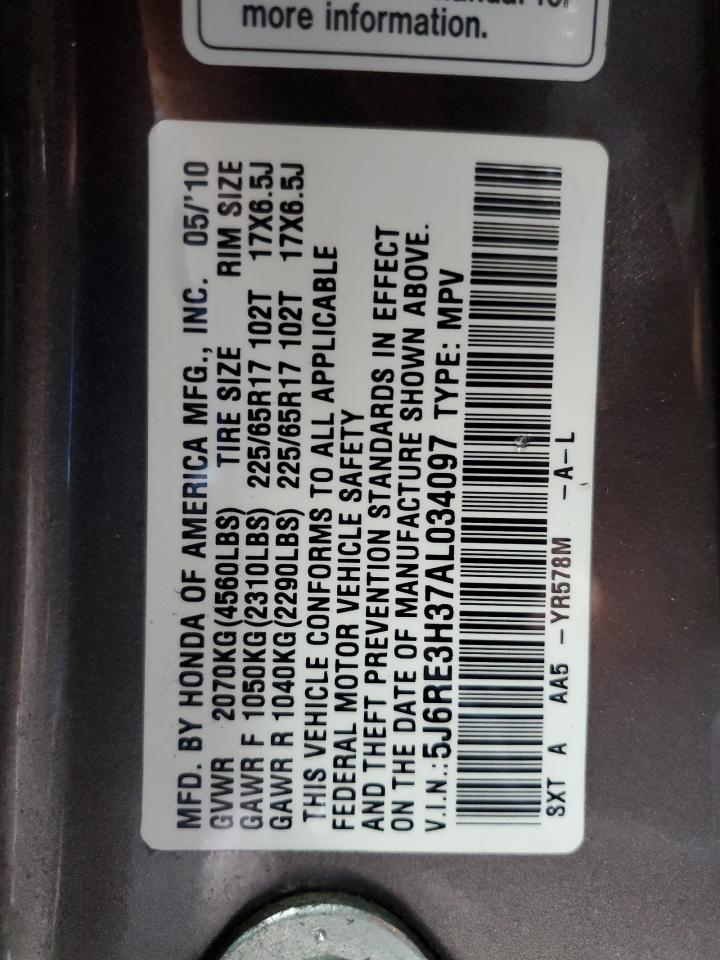 more information.
MFD. BY HONDA OF AMERICA MFG., INC. 05/'10
GVWR 2070KG(4560LBS) TIRE SIZE RIM SIZE
GAWR F 1050KG(2310LBS) 225/65R17 102T 17X6.5J
GAWR R 1040KG(2290LBS) 225/65R17 102T 17X6.5J
THIS VEHICLE CONFORMS TO ALL APPLICABLE
FEDERAL MOTOR VEHICLE SAFETY
AND THEFT PREVENTION STANDARDS IN EFFECT
ON THE DATE OF MANUFACTURE SHOWN ABOVE.
V.I.N.:5J6RE3H37AL034097 TYPE: MPV
SXT A AA5 -YR578M -A-L